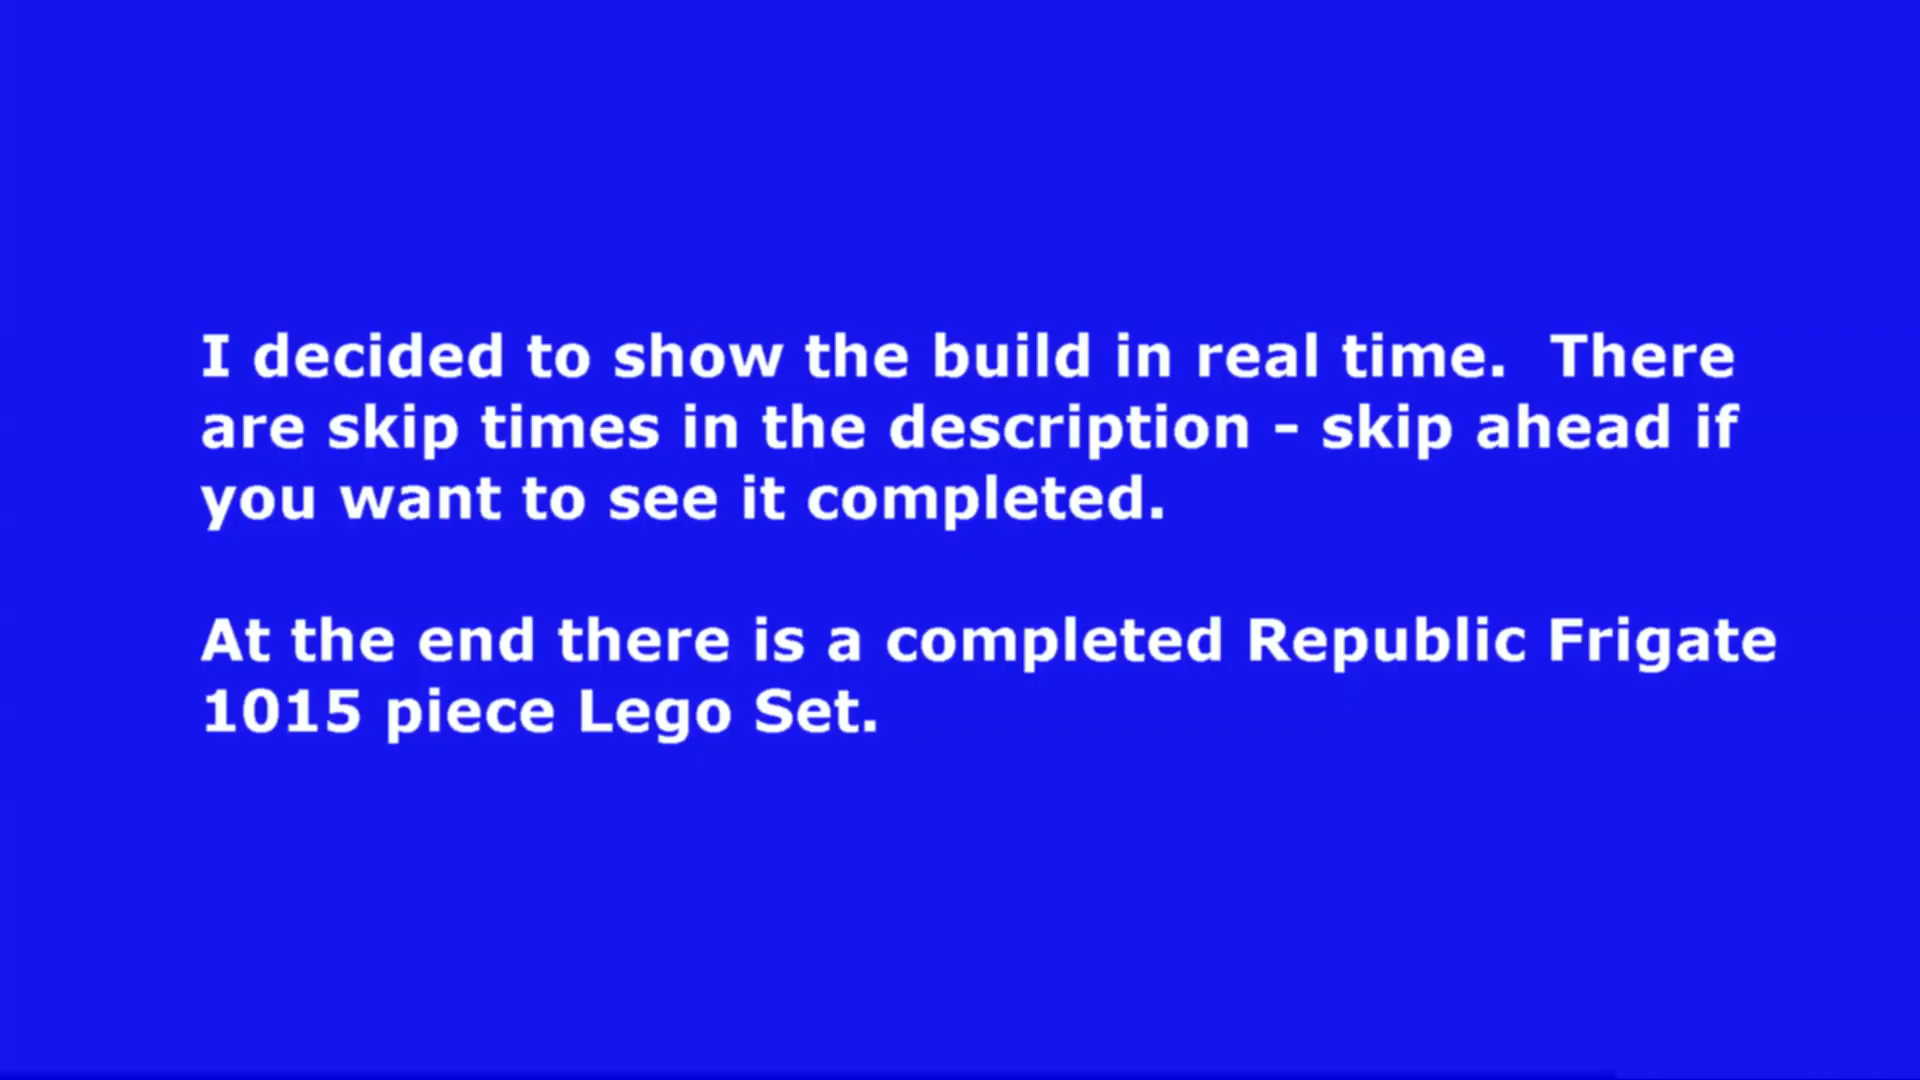 I decided to show the build in real time.  There
are skip times in the description - skip ahead if
you want to see it completed.
At the end there is a completed Republic Frigate
1015 piece Lego Set.